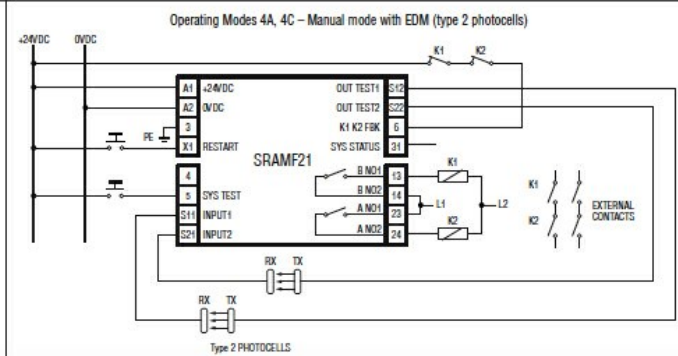 Operating Modes 4A, 4C – Manual mode with EDM (type 2 photocells)
+24VDC 0VDC
K1 K2
A1 +24VDC OUT TEST1 S12
A2 0VDC OUT TEST2 S22
PE 3 K1 K2 FBK 6
X1 RESTART SYS STATUS 31
SRAMF21
4 B NO1 13 K1
5 SYS TEST B NO2 14
L1 L2
S11 INPUT1 A NO1 23
S21 INPUT2 A NO2 24 K2
K1
K2
EXTERNAL
CONTACTS
RX TX
RX TX
Type 2 PHOTOCELLS